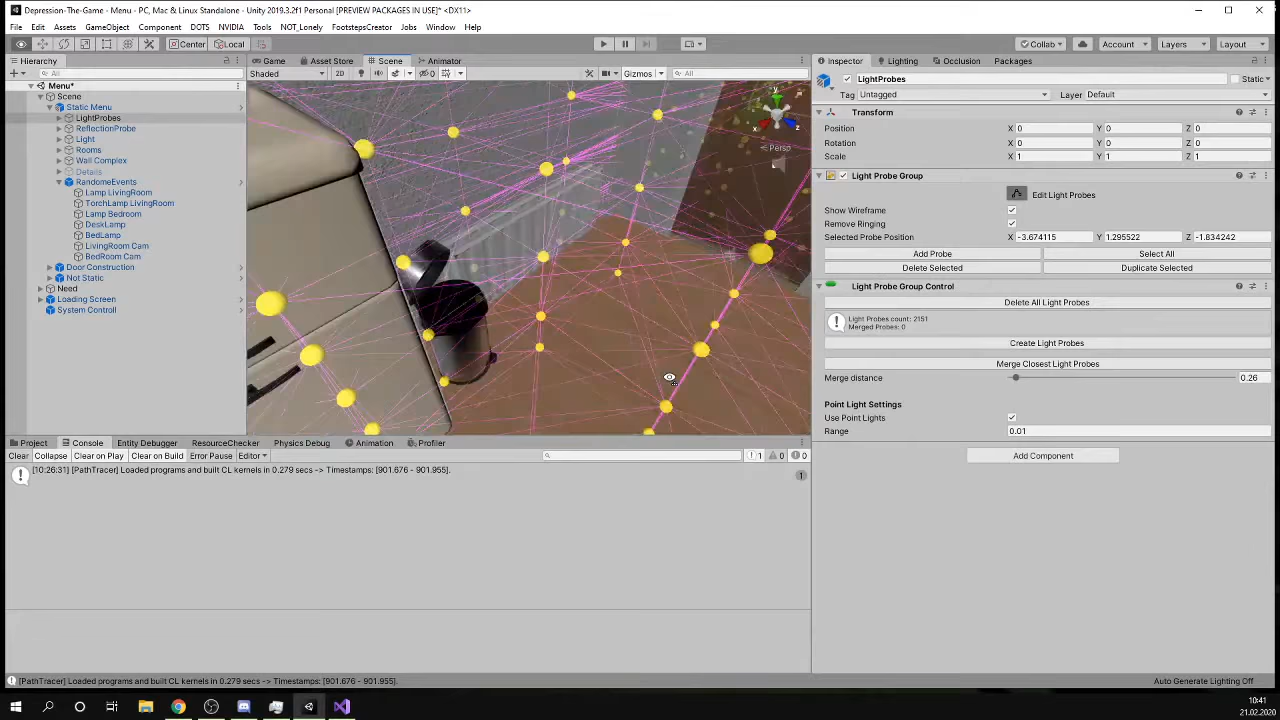 Depression-The-Game - Menu - PC, Mac & Linux Standalone - Unity 2019.3.2f1 Personal [PREVIEW PACKAGES IN USE]* <DX11>
File Edit Assets GameObject Component DOTS NVIDIA Tools NOT_Lonely FootstepsCreator Jobs Window Help
Center Local Collab Account Layers Layout
Hierarchy Game Asset Store Scene Animator Inspector Lighting Occlusion Packages
All Shaded 2D 0 Gizmos All LightProbes Static
Menu*
Scene
Static Menu
LightProbes
ReflectionProbe
Light
Rooms
Wall Complex
Details
RandomeEvents
Lamp LivingRoom
TorchLamp LivingRoom
Lamp Bedroom
DeskLamp
BedLamp
LivingRoom Cam
BedRoom Cam
Door Construction
Not Static
Need
Loading Screen
System Controll
y
x
z
Persp
Tag Untagged Layer Default
Transform
Position X 0 Y 0 Z 0
Rotation X 0 Y 0 Z 0
Scale X 1 Y 1 Z 1
Light Probe Group
Edit Light Probes
Show Wireframe
Remove Ringing
Selected Probe Position X -3.674115 Y 1.295522 Z -1.834242
Add Probe Select All
Delete Selected Duplicate Selected
Light Probe Group Control
Delete All Light Probes
Light Probes count: 2151
Merged Probes: 0
Create Light Probes
Merge Closest Light Probes
Merge distance 0.26
Point Light Settings
Use Point Lights
Range 0.01
Add Component
Project Console Entity Debugger ResourceChecker Physics Debug Animation Profiler
Clear Collapse Clear on Play Clear on Build Error Pause Editor 1 0 0
[10:26:31] [PathTracer] Loaded programs and built CL kernels in 0.279 secs -> Timestamps: [901.676 - 901.955].
1
[PathTracer] Loaded programs and built CL kernels in 0.279 secs -> Timestamps: [901.676 - 901.955].
Auto Generate Lighting Off
10:41
21.02.2020